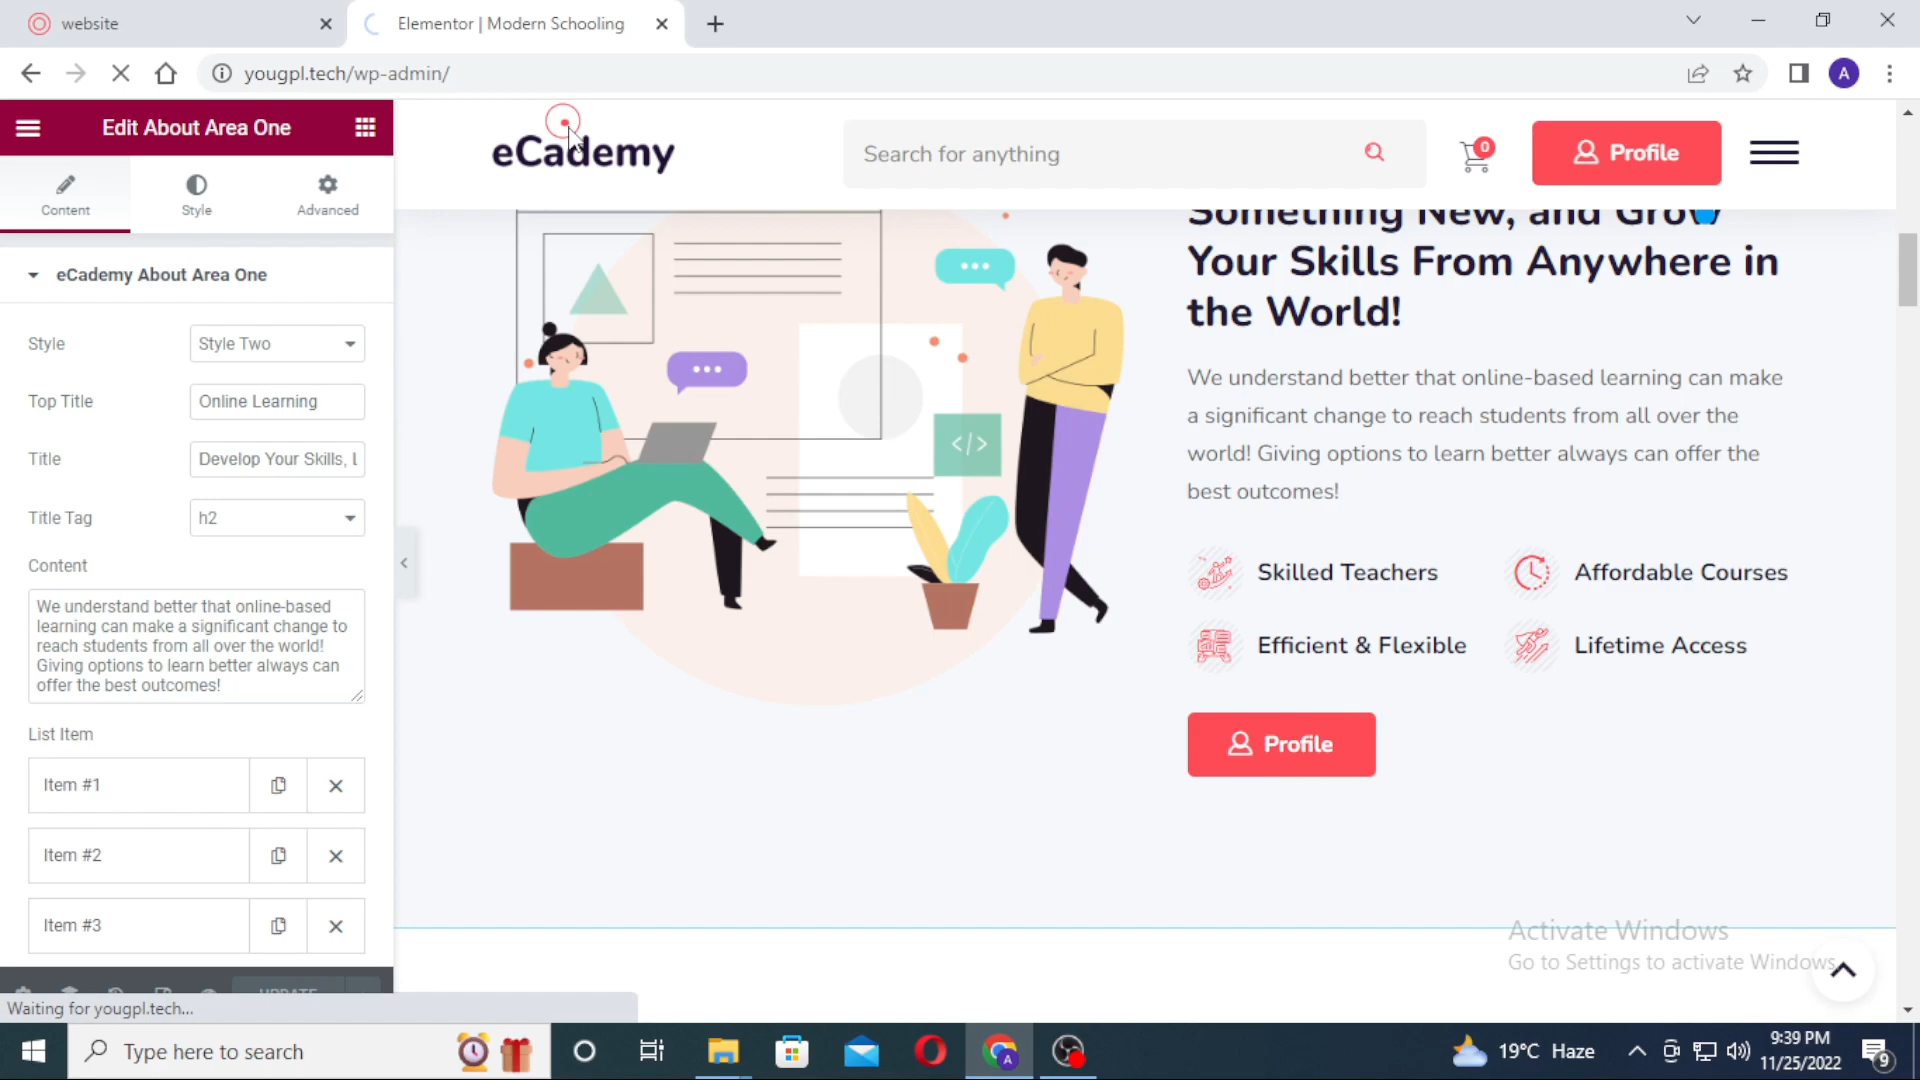 website
Elementor | Modern Schooling
yougpl.tech/wp-admin/
A
Edit About Area One
Content
Style
Advanced
eCademy About Area One
Style
Style Two
Top Title
Online Learning
Title
Develop Your Skills, L
Title Tag
h2
Content
We understand better that online-based
learning can make a significant change to
reach students from all over the world!
Giving options to learn better always can
offer the best outcomes!
List Item
Item #1
Item #2
Item #3
UPDATE
Waiting for yougpl.tech...
eCademy
Search for anything
0
Profile
Something New, and Grow
Your Skills From Anywhere in
the World!
We understand better that online-based learning can make
a significant change to reach students from all over the
world! Giving options to learn better always can offer the
best outcomes!
Skilled Teachers
Affordable Courses
Efficient & Flexible
Lifetime Access
Profile
</>
Activate Windows
Go to Settings to activate Windows.
Type here to search
A
19°C Haze
9:39 PM
11/25/2022
9